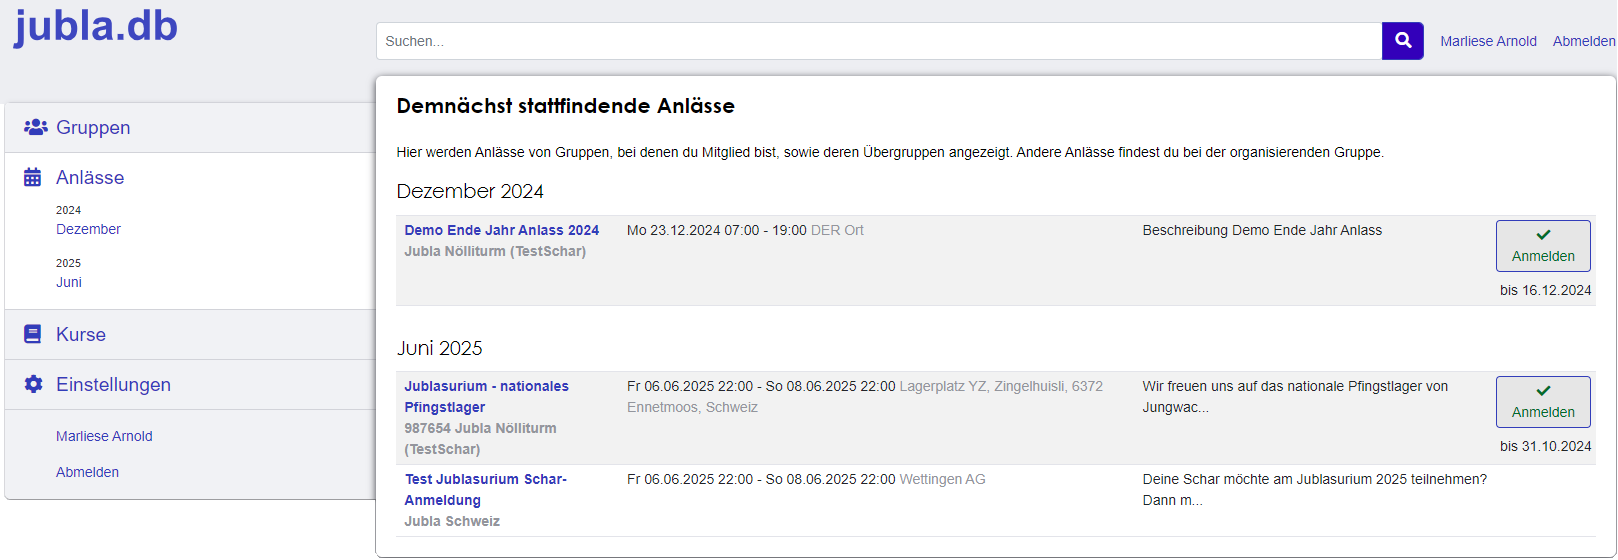 jubla.db
Suchen...
Marliese Arnold
Abmelden
Gruppen
Anlässe
2024
Dezember
2025
Juni
Kurse
Einstellungen
Marliese Arnold
Abmelden
Demnächst stattfindende Anlässe
Hier werden Anlässe von Gruppen, bei denen du Mitglied bist, sowie deren Übergruppen angezeigt. Andere Anlässe findest du bei der organisierenden Gruppe.
Dezember 2024
Demo Ende Jahr Anlass 2024
Jubla Nölliturm (TestSchar)
Mo 23.12.2024 07:00 - 19:00 DER Ort
Beschreibung Demo Ende Jahr Anlass
Anmelden
bis 16.12.2024
Juni 2025
Jublasurium - nationales
Pfingstlager
987654 Jubla Nölliturm
(TestSchar)
Fr 06.06.2025 22:00 - So 08.06.2025 22:00 Lagerplatz YZ, Zingelhuisli, 6372
Ennetmoos, Schweiz
Wir freuen uns auf das nationale Pfingstlager von
Jungwac...
Anmelden
bis 31.10.2024
Test Jublasurium Schar-
Anmeldung
Jubla Schweiz
Fr 06.06.2025 22:00 - So 08.06.2025 22:00 Wettingen AG
Deine Schar möchte am Jublasurium 2025 teilnehmen?
Dann m...